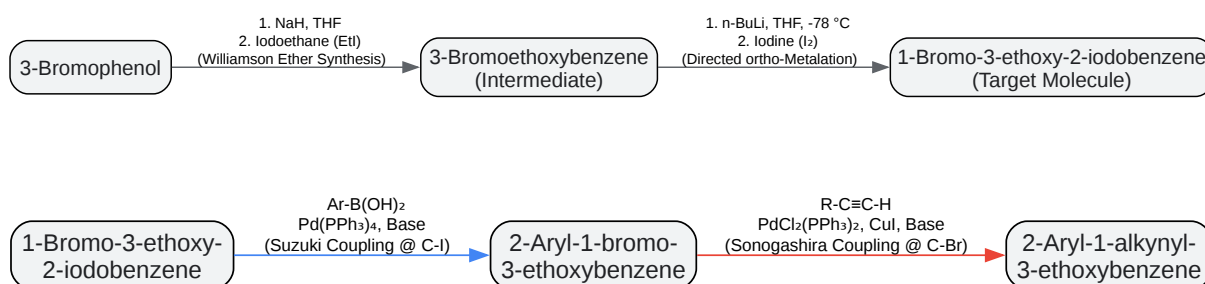 3-Bromophenol
1. NaH, THF
2. Iodoethane (EtI)
(Williamson Ether Synthesis)
3-Bromoethoxybenzene
(Intermediate)
1. n-BuLi, THF, -78 °C
2. Iodine (I₂)
(Directed ortho-Metalation)
1-Bromo-3-ethoxy-2-iodobenzene
(Target Molecule)
1-Bromo-3-ethoxy-
2-iodobenzene
Ar-B(OH)₂
Pd(PPh₃)₄, Base
(Suzuki Coupling @ C-I)
2-Aryl-1-bromo-
3-ethoxybenzene
R-C≡C-H
PdCl₂(PPh₃)₂, CuI, Base
(Sonogashira Coupling @ C-Br)
2-Aryl-1-alkynyl-
3-ethoxybenzene